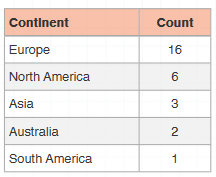 Continent Count
Europe 16
North America 6
Asia 3
Australia 2
South America 1